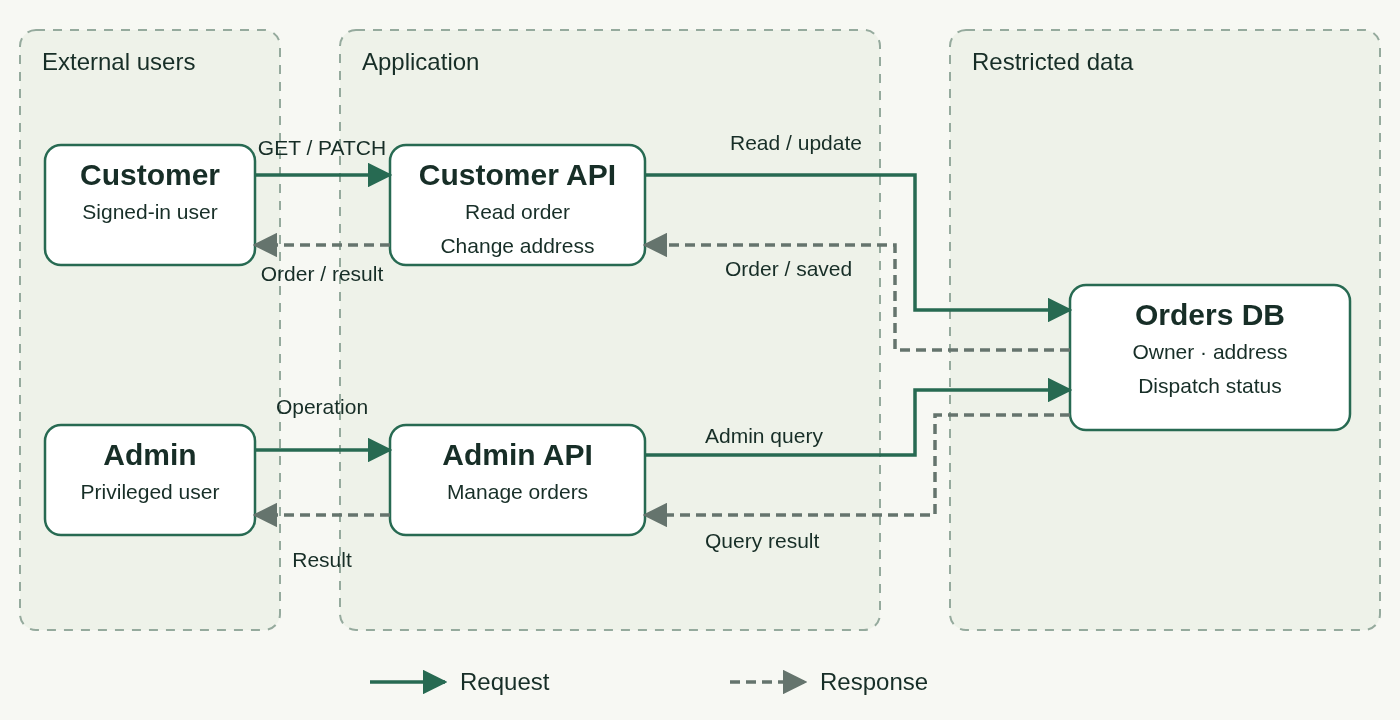 External users
Application
Restricted data
GET / PATCH
Read / update
Customer
Signed-in user
Customer API
Read order
Change address
Order / result
Order / saved
Orders DB
Owner · address
Dispatch status
Operation
Admin query
Admin
Privileged user
Admin API
Manage orders
Query result
Result
Request
Response